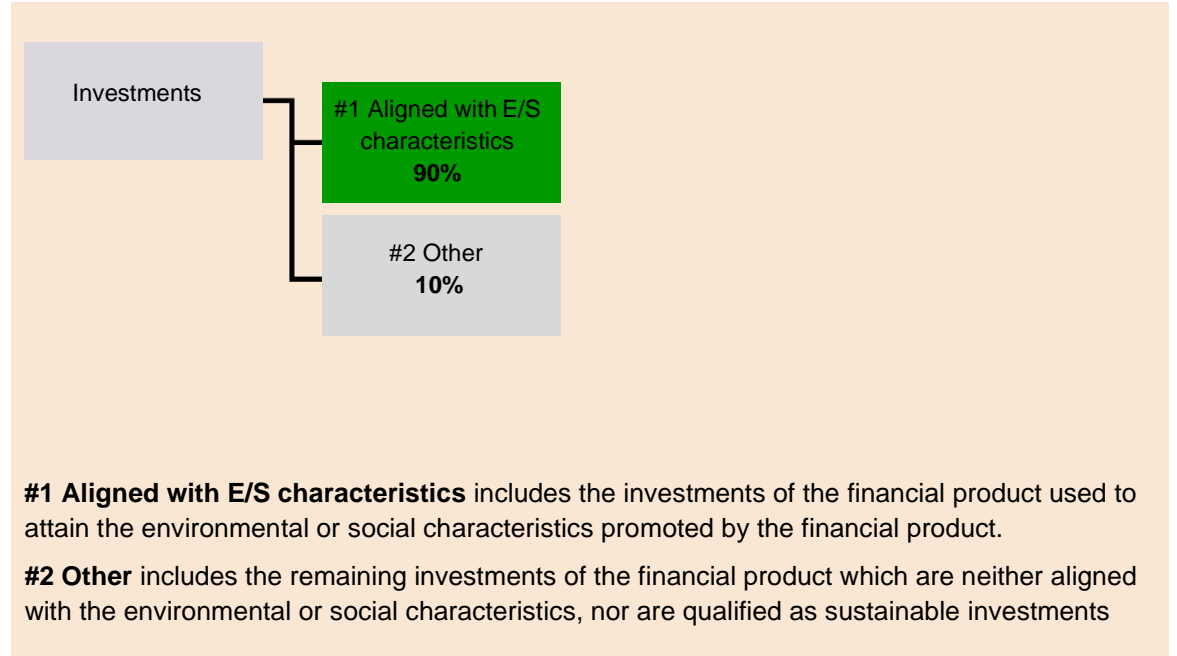 Investments
#1 Aligned with E/S
characteristics
90%
#2 Other
10%
#1 Aligned with E/S characteristics includes the investments of the financial product used to
attain the environmental or social characteristics promoted by the financial product.
#2 Other includes the remaining investments of the financial product which are neither aligned
with the environmental or social characteristics, nor are qualified as sustainable investments